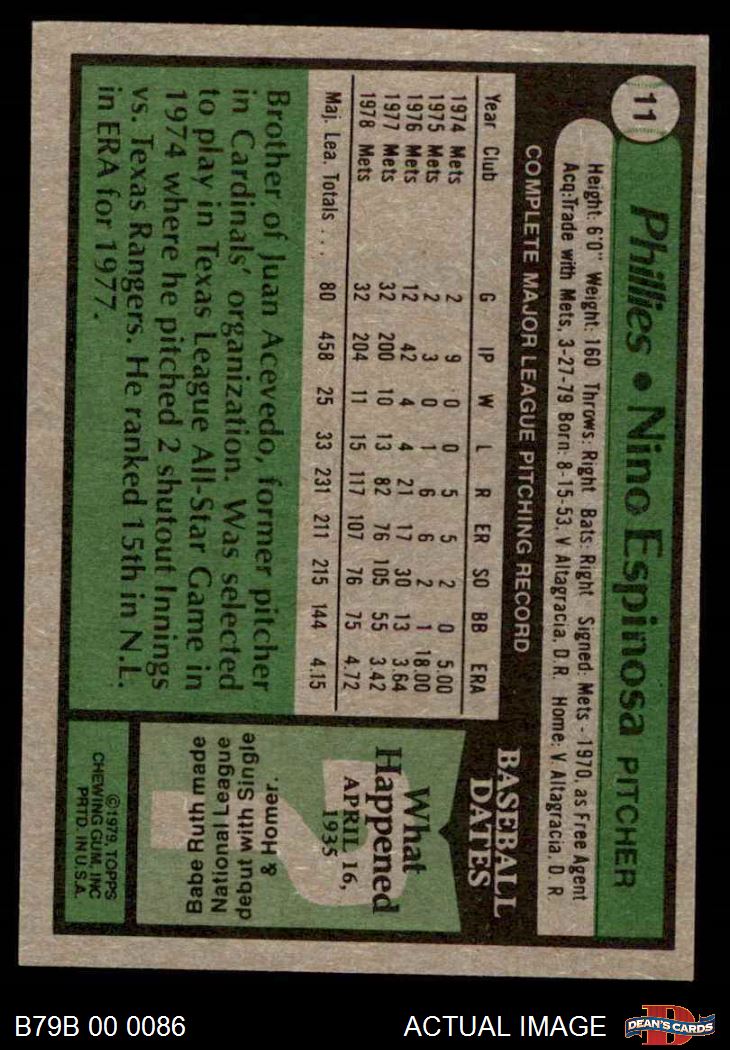 11
Phillies • Nino Espinosa PITCHER
Height: 6'0" Weight: 160 Throws: Right Bats: Right Signed: Mets - 1970, as Free Agent
Acq: Trade with Mets, 3-27-79 Born: 8-15-53, V Altagracia, D.R. Home: V. Altagracia, D.R.
COMPLETE MAJOR LEAGUE PITCHING RECORD
Year Club G IP W L R ER SO BB ERA
1974 Mets 2 9 0 0 5 5 2 0 5.00
1975 Mets 2 3 0 1 6 6 2 1 18.00
1976 Mets 12 42 4 4 21 17 30 13 3.64
1977 Mets 32 200 10 13 82 76 105 55 3.42
1978 Mets 32 204 11 15 117 107 76 75 4.72
Maj. Lea. Totals . . . 80 458 25 33 231 211 215 144 4.15
Brother of Juan Acevedo, former pitcher
in Cardinals' organization. Was selected
to play in Texas League All-Star Game in
1974 where he pitched 2 shutout Innings
vs. Texas Rangers. He ranked 15th in N.L.
in ERA for 1977.
BASEBALL
DATES
What
Happened
APRIL 16,
1935
Babe Ruth made
National League
debut with Single
& Homer.
©1979, TOPPS
CHEWING GUM, INC
PRTD. IN U.S.A.
B79B 00 0086
ACTUAL IMAGE
D
DEAN'S CARDS